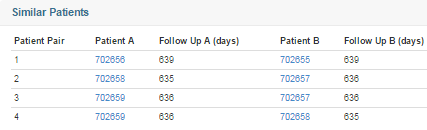 Similar Patients
Patient Pair Patient A Follow Up A (days) Patient B Follow Up B (days)
1 702656 639 702655 639
2 702658 635 702657 636
3 702659 636 702657 636
4 702659 636 702658 635